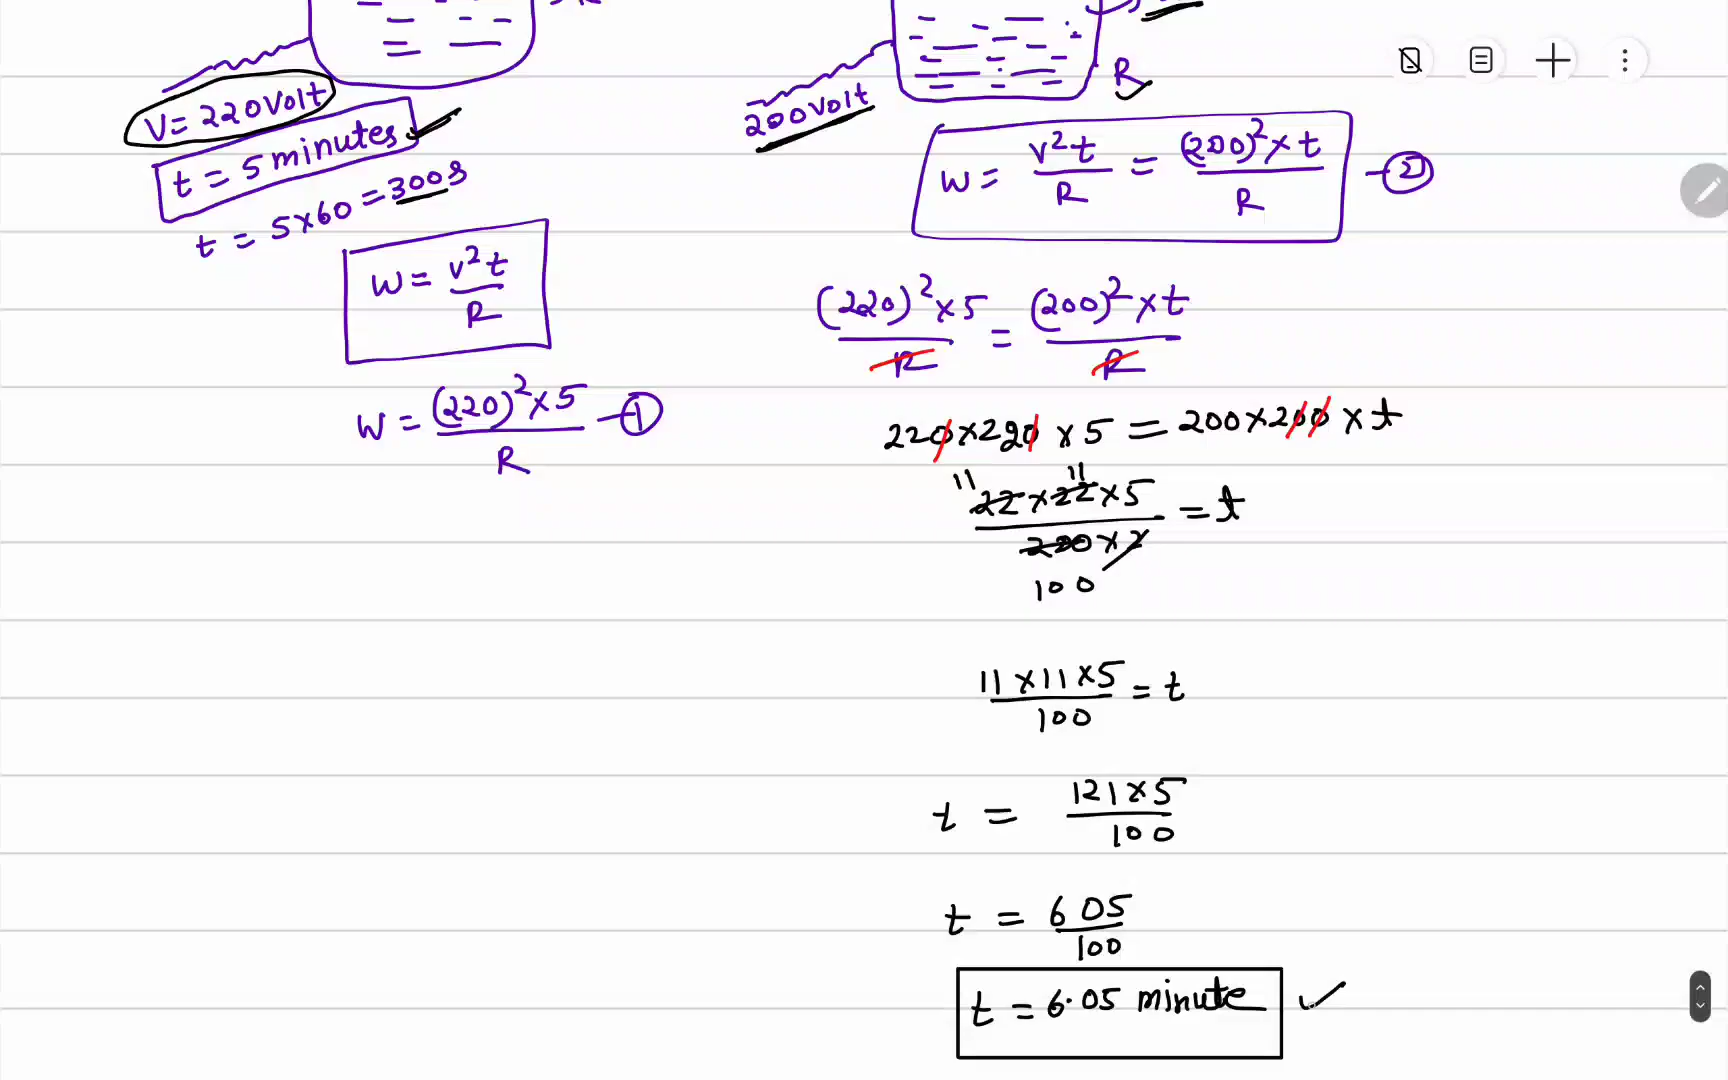 V = 220 Volt
t = 5 minutes
t = 5×60 = 300s
W = V²t / R
W = (220)² × 5 / R —①
200 Volt
R
W = V²t / R = (200)² × t / R —②
(220)² × 5 / R = (200)² × t / R
220 × 220 × 5 = 200 × 200 × t
11 11
22 × 22 × 5 / 200 × 2 = t
100
11 × 11 × 5 / 100 = t
t = 121 × 5 / 100
t = 605 / 100
t = 6.05 minute